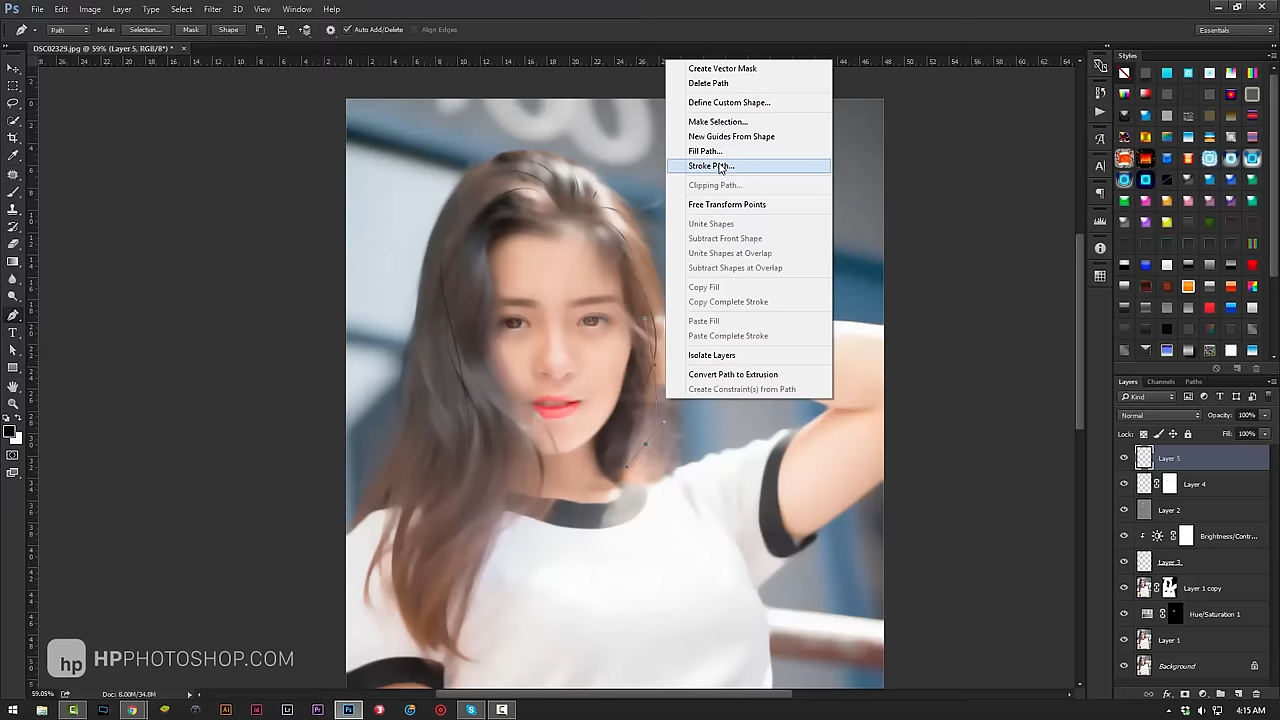 Ps File Edit Image Layer Type Select Filter 3D View Window Help
Path Make: Selection... Mask Shape Auto Add/Delete Align Edges Essentials
DSC02329.jpg @ 59% (Layer 5, RGB/8*) * ×
Styles
Create Vector Mask
Delete Path
Define Custom Shape...
Make Selection...
New Guides From Shape
Fill Path...
Stroke Path...
Clipping Path...
Free Transform Points
Unite Shapes
Subtract Front Shape
Unite Shapes at Overlap
Subtract Shapes at Overlap
Copy Fill
Copy Complete Stroke
Paste Fill
Paste Complete Stroke
Isolate Layers
Convert Path to Extrusion
Create Constraint(s) from Path
Layers Channels Paths
Kind
Normal Opacity: 100%
Lock: Fill: 100%
Layer 5
Layer 4
Layer 2
Brightness/Contr...
Layer 3
Layer 1 copy
Hue/Saturation 1
Layer 1
Background
hp HPPHOTOSHOP.COM
59.05% Doc: 8.00M/34.8M
4:15 AM